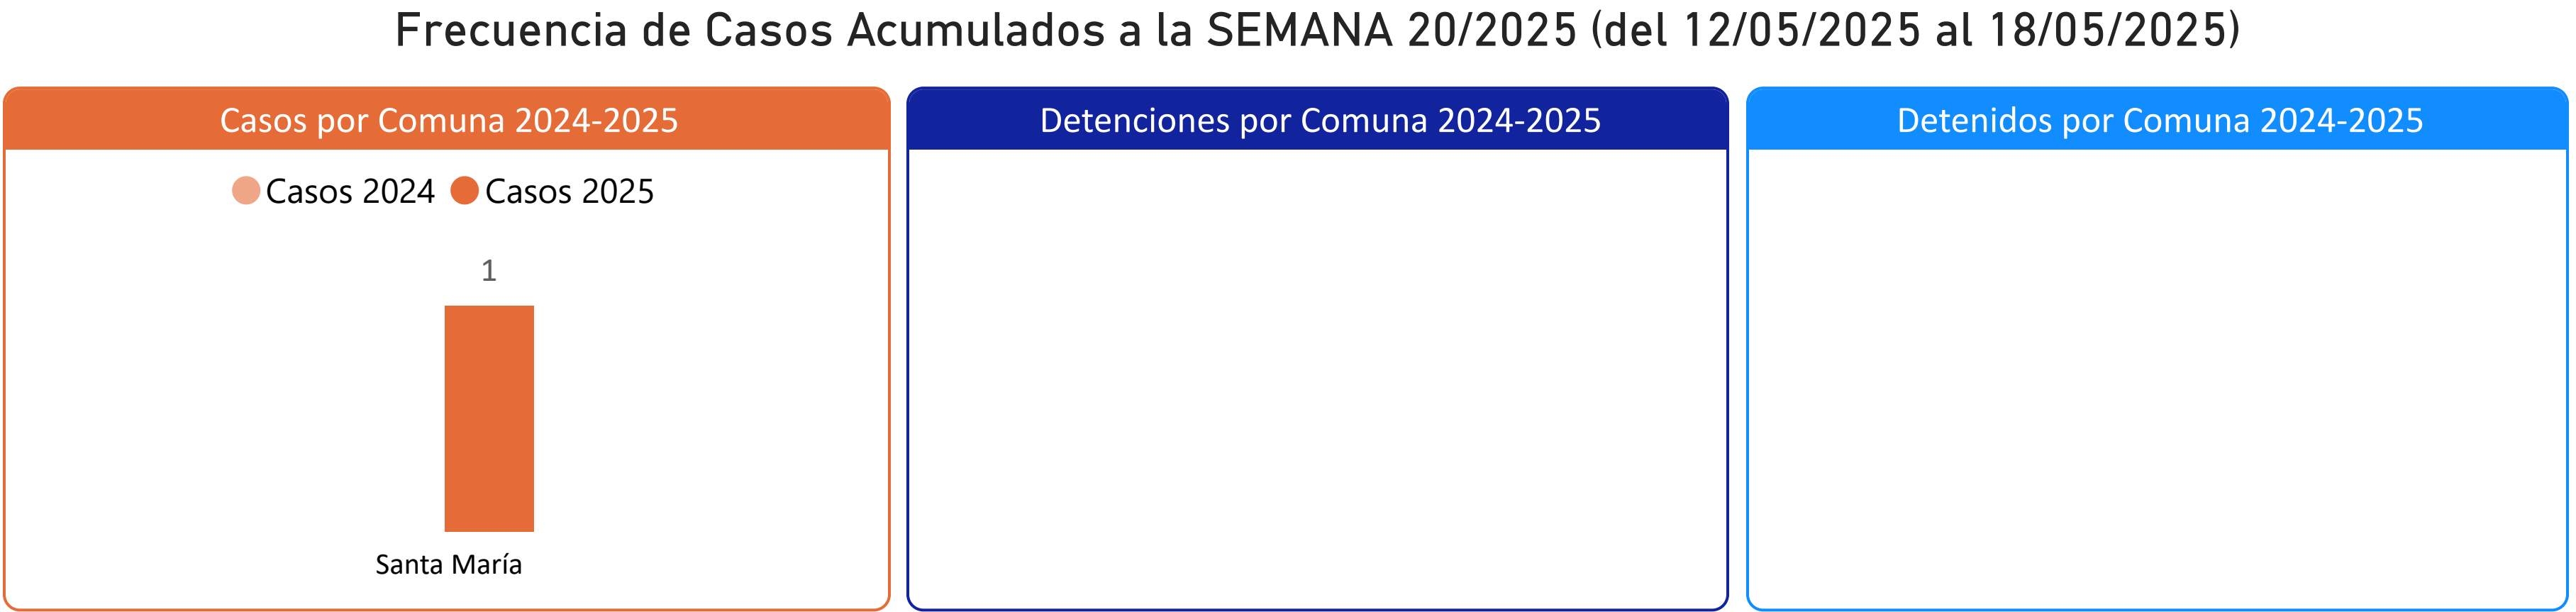 Frecuencia de Casos Acumulados a la SEMANA 20/2025 (del 12/05/2025 al 18/05/2025)
Casos por Comuna 2024-2025
Casos 2024 Casos 2025
1
Santa María
Detenciones por Comuna 2024-2025
Detenidos por Comuna 2024-2025